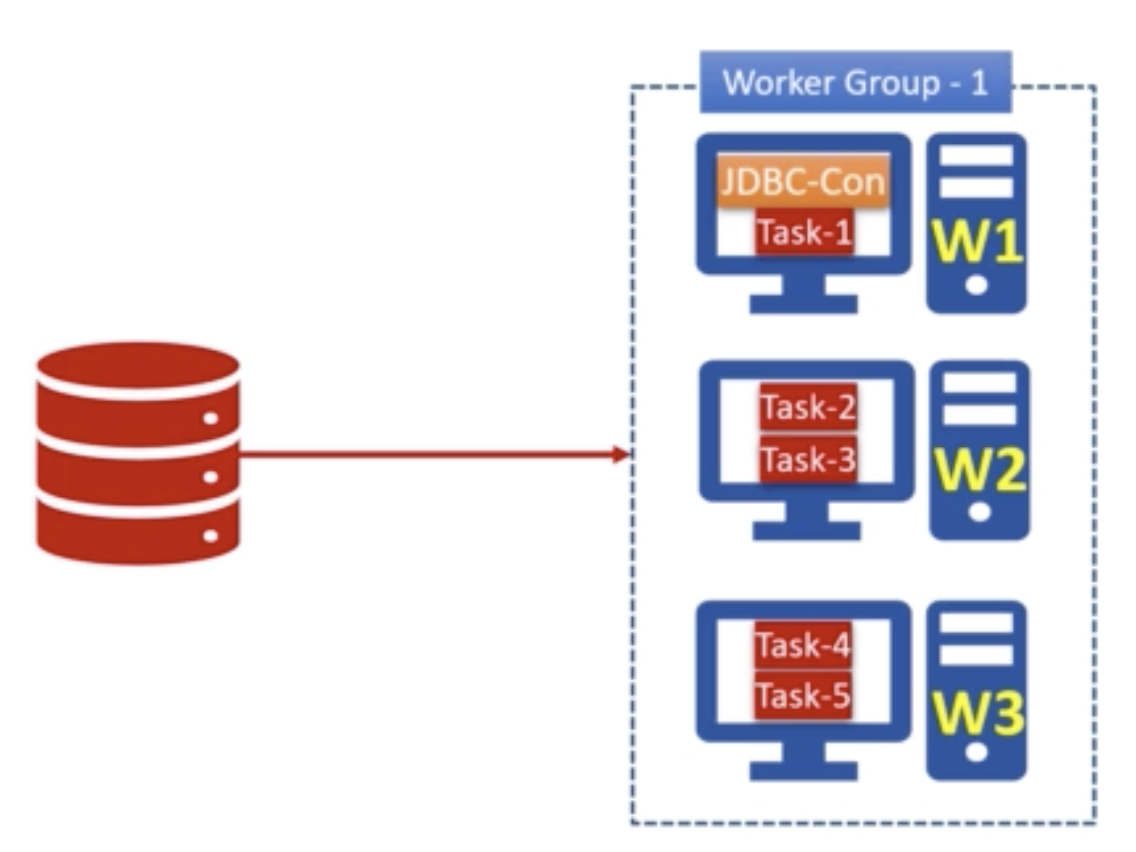 Worker Group - 1
JDBC-Con
Task-1
W1
Task-2
Task-3
W2
Task-4
Task-5
W3